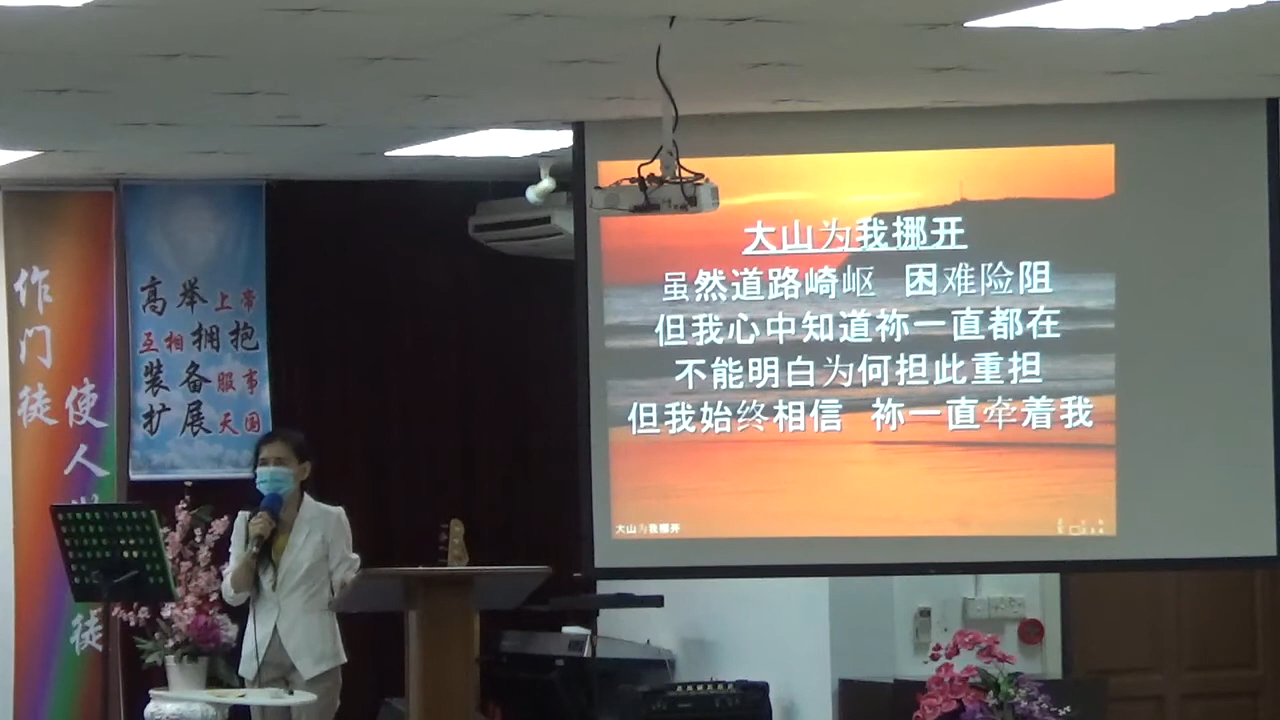 作门徒
使人
徒
高举上帝
互相拥抱
装备服事
扩展天国
大山为我挪开
虽然道路崎岖 困难险阻
但我心中知道祢一直都在
不能明白为何担此重担
但我始终相信 祢一直牵着我
大山为我挪开